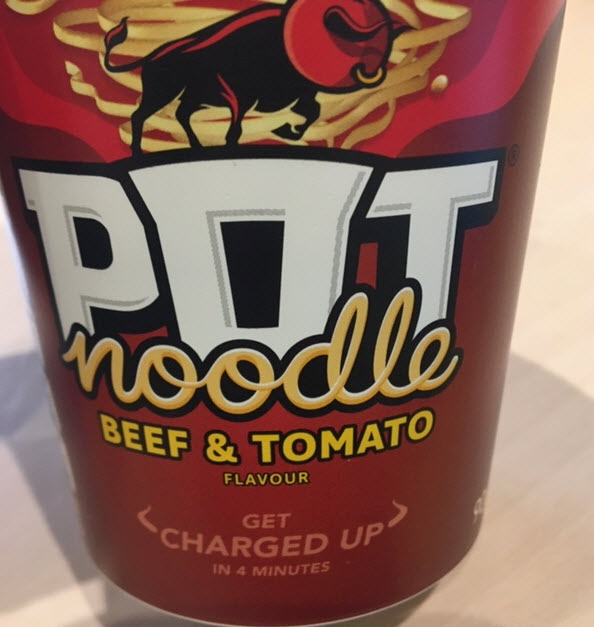 POT
noodle
BEEF & TOMATO
FLAVOUR
GET
CHARGED UP
IN 4 MINUTES